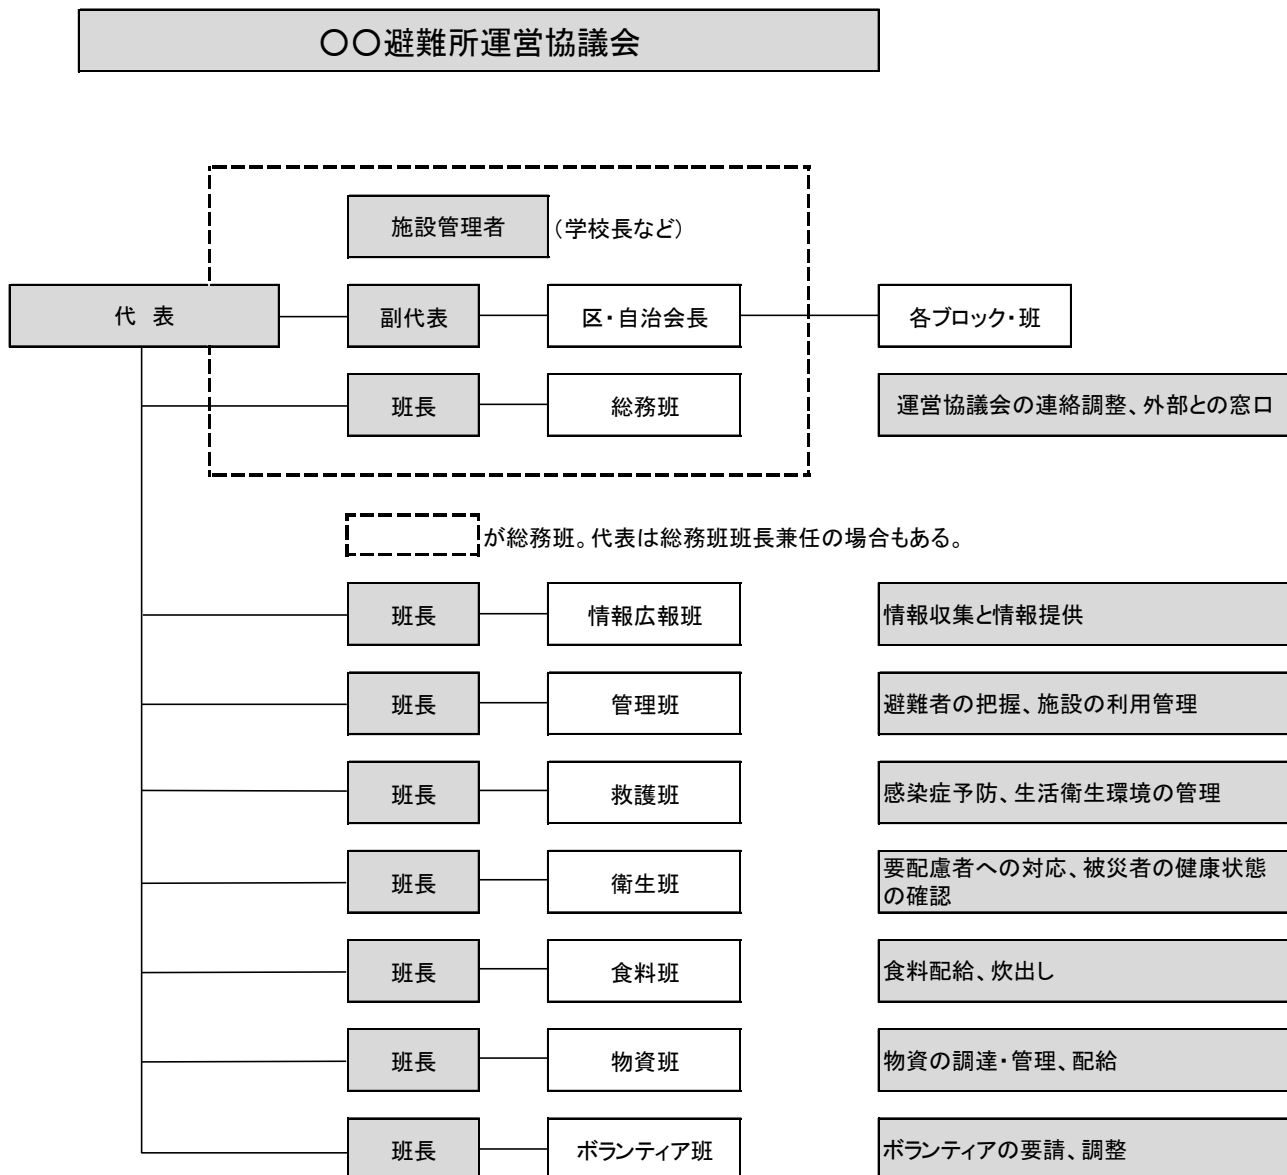 〇〇避難所運営協議会
施設管理者 (学校長など)
代 表 副代表 区・自治会長 各ブロック・班
班長 総務班 運営協議会の連絡調整、外部との窓口
が総務班。代表は総務班班長兼任の場合もある。
班長 情報広報班 情報収集と情報提供
班長 管理班 避難者の把握、施設の利用管理
班長 救護班 感染症予防、生活衛生環境の管理
班長 衛生班 要配慮者への対応、被災者の健康状態
の確認
班長 食料班 食料配給、炊出し
班長 物資班 物資の調達・管理、配給
班長 ボランティア班 ボランティアの要請、調整